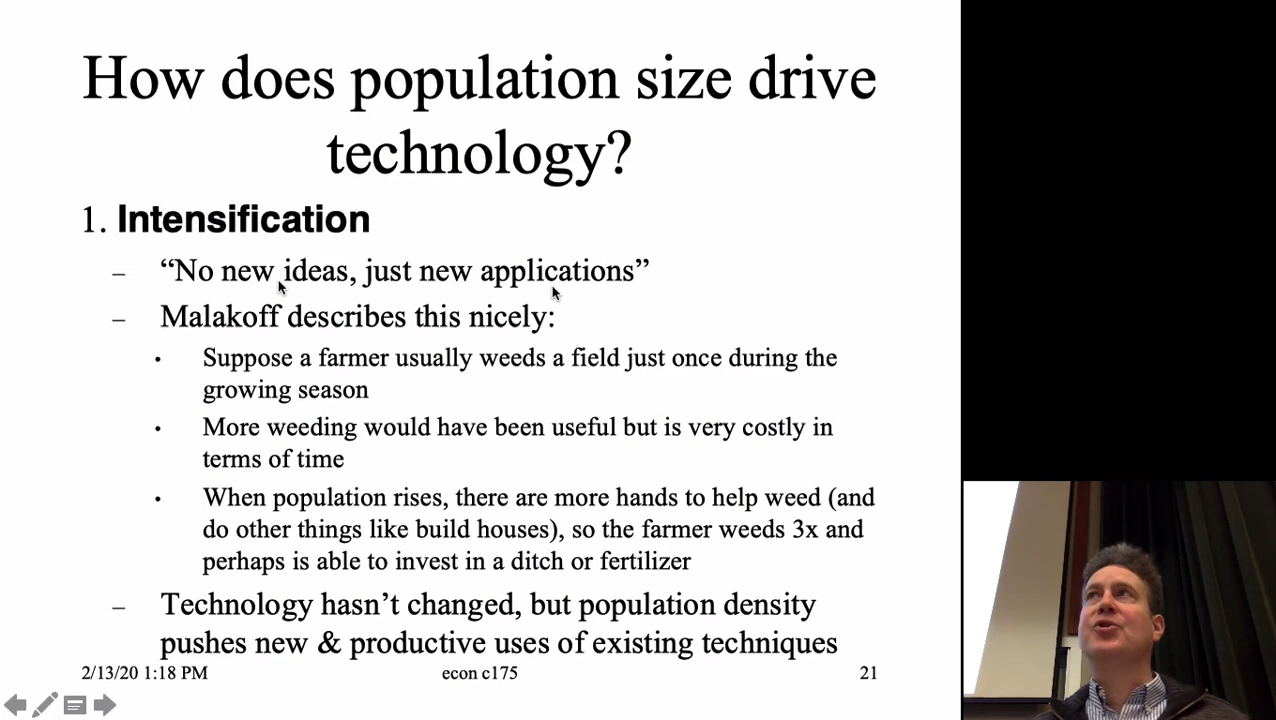 How does population size drive
technology?
1. Intensification
– “No new ideas, just new applications”
– Malakoff describes this nicely:
• Suppose a farmer usually weeds a field just once during the
growing season
• More weeding would have been useful but is very costly in
terms of time
• When population rises, there are more hands to help weed (and
do other things like build houses), so the farmer weeds 3x and
perhaps is able to invest in a ditch or fertilizer
– Technology hasn’t changed, but population density
pushes new & productive uses of existing techniques
2/13/20 1:18 PM econ c175 21